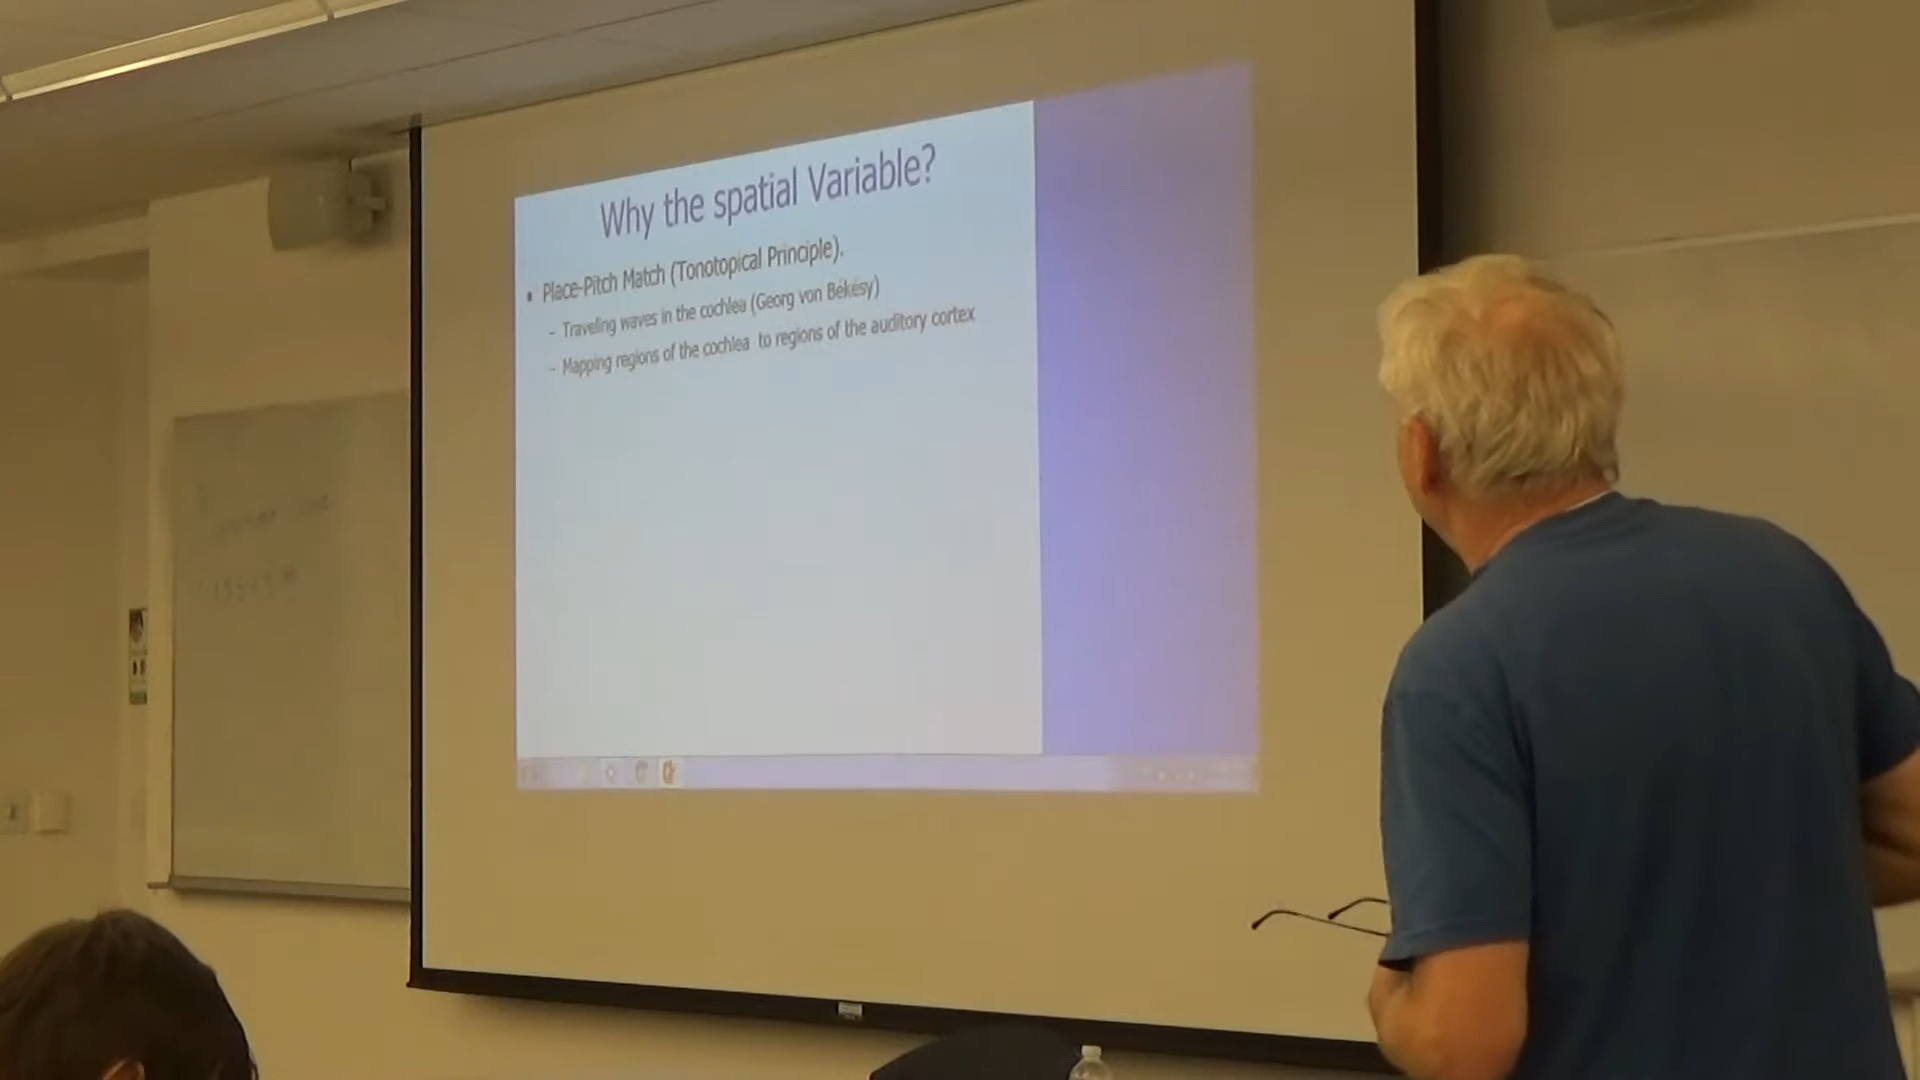 Why the spatial Variable?
• Place-Pitch Match (Tonotopical Principle).
– Traveling waves in the cochlea (Georg von Békésy)
– Mapping regions of the cochlea to regions of the auditory cortex